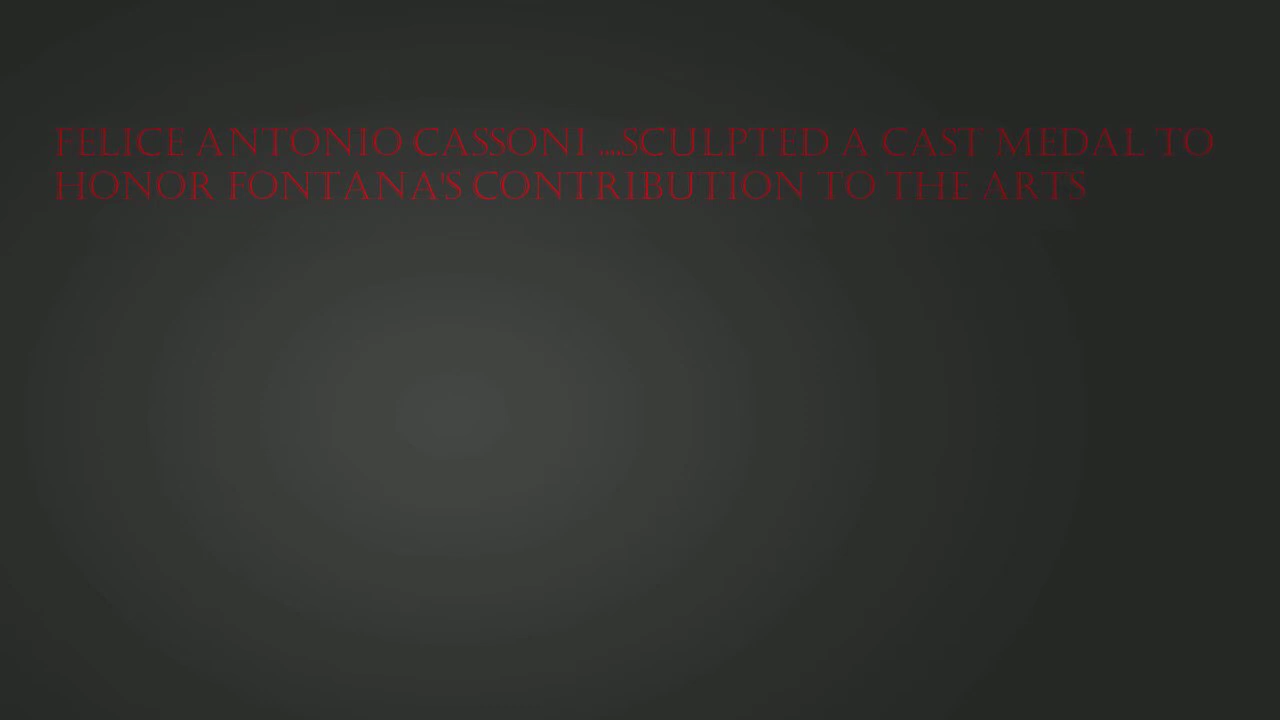 FELICE ANTONIO CASSONI ....SCULPTED A CAST MEDAL TO
HONOR FONTANA'S CONTRIBUTION TO THE ARTS